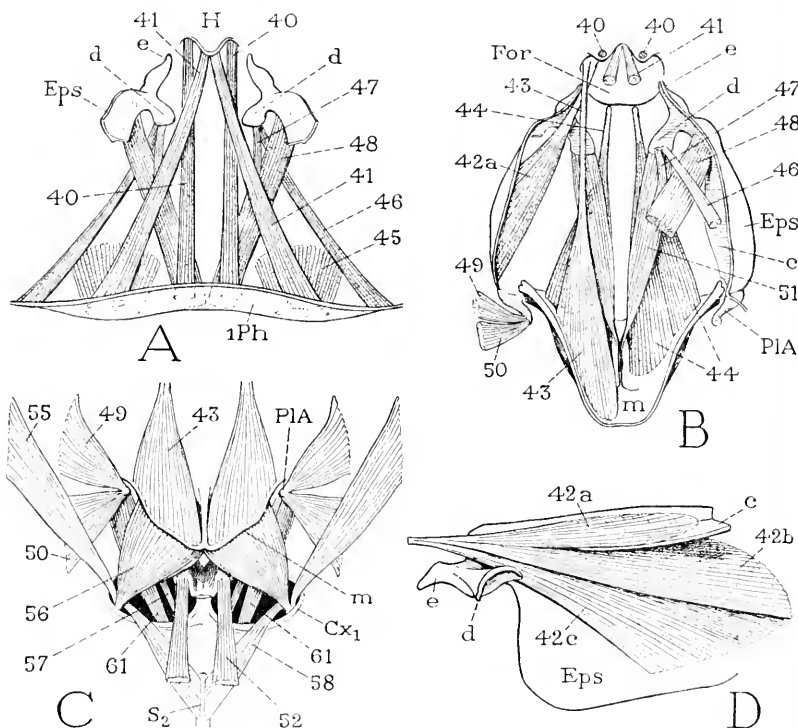 41 H 40
e
d d
Eps
47
48
40
41
46
45
1Ph
A
40 40 41
For e
43 d 47
44 48
42a 46
Eps
c
49 51
PlA
50 44
43 m
B
55 49 43 PlA
50
56 m
57 Cx1
61 61
58
52
S2
C
42a c
42b
e
d 42c
Eps
D